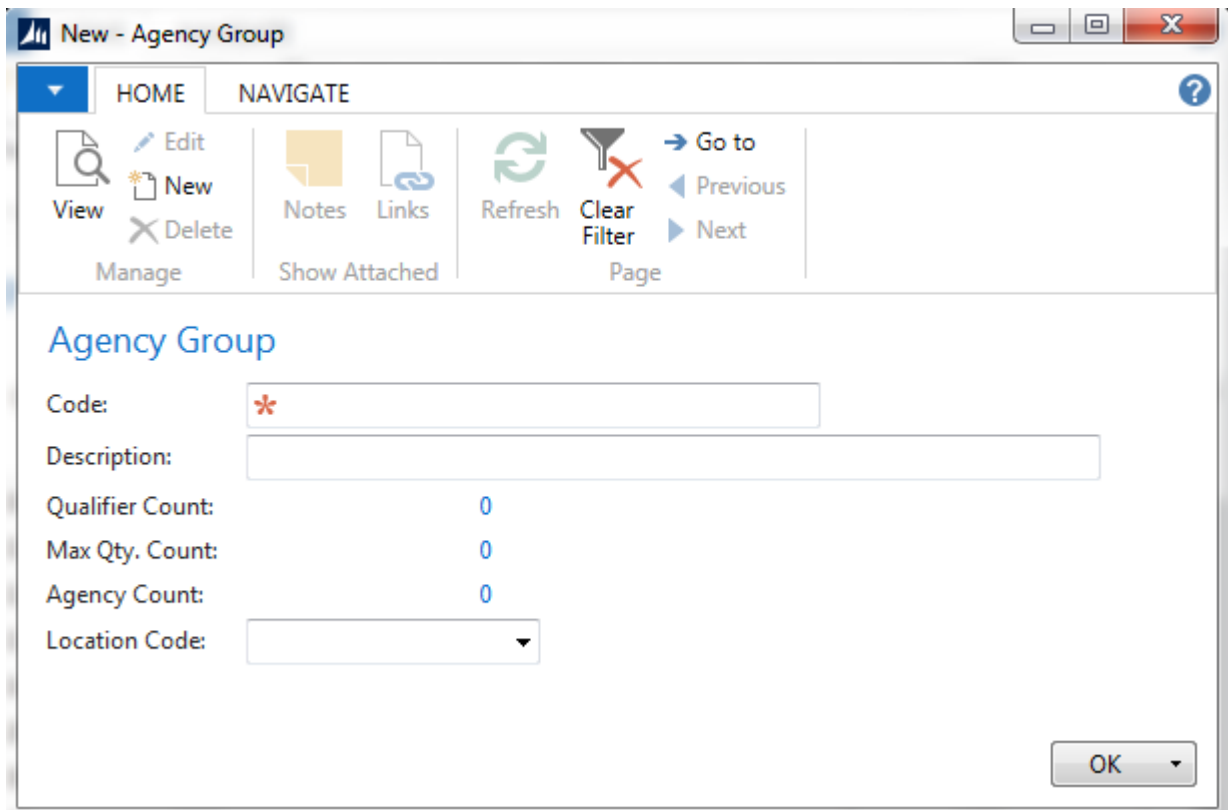 New - Agency Group
HOME NAVIGATE
View
Edit
New
Delete
Manage
Notes Links
Show Attached
Refresh
Clear
Filter
Go to
Previous
Next
Page
Agency Group
Code: *
Description:
Qualifier Count: 0
Max Qty. Count: 0
Agency Count: 0
Location Code:
OK